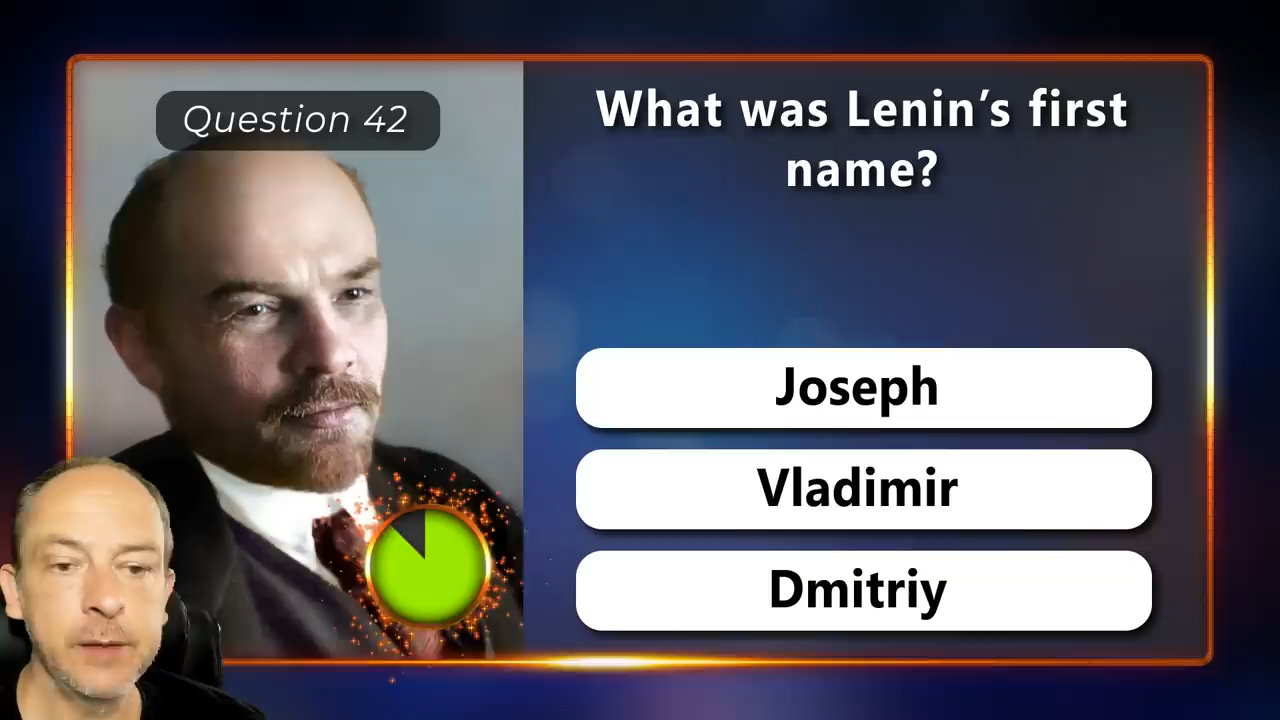 Question 42
What was Lenin’s first
name?
Joseph
Vladimir
Dmitriy